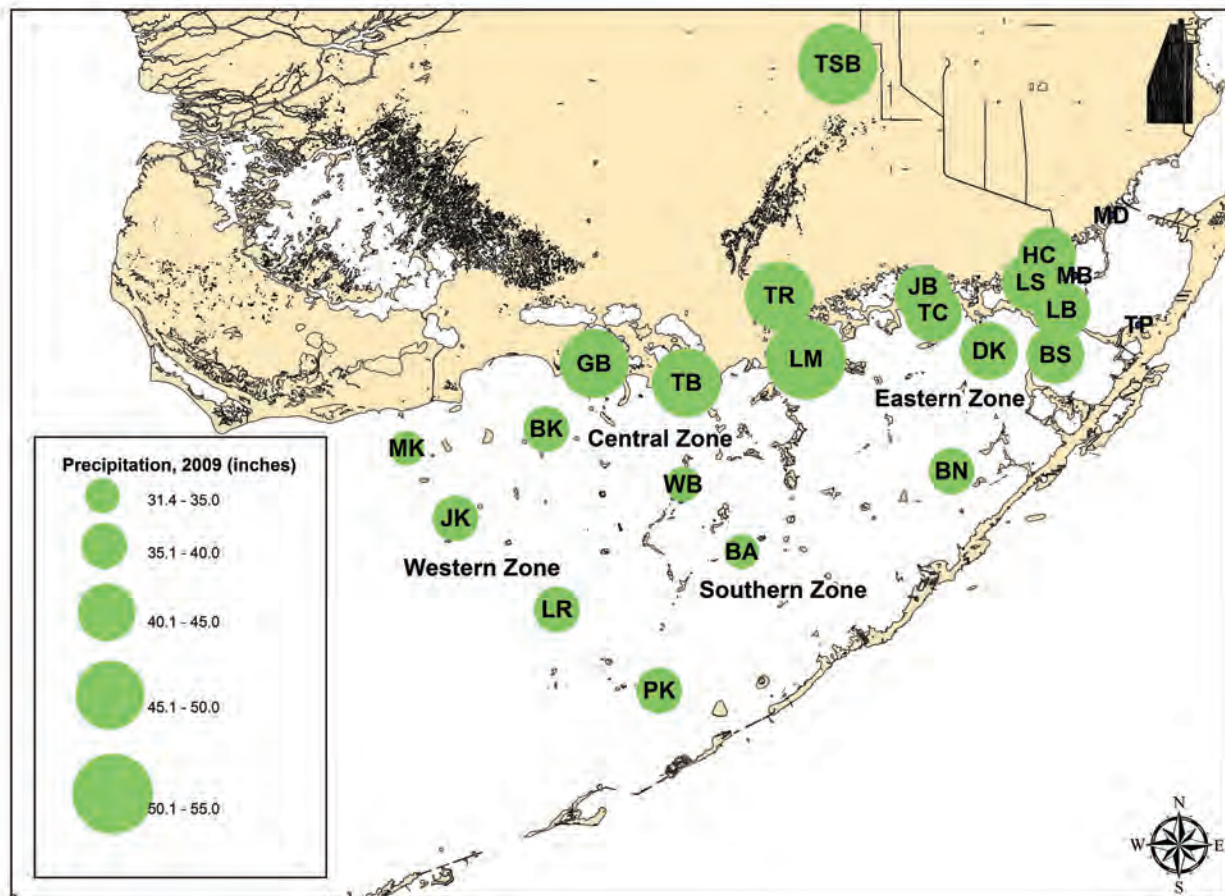 TSB
MD
HC
MB
LS
JB
TR
LB
TC
TP
DK
BS
LM
GB
TB
Eastern Zone
BK
Central Zone
MK
BN
WB
JK
BA
Western Zone
Southern Zone
LR
PK
Precipitation, 2009 (inches)
31.4 - 35.0
35.1 - 40.0
40.1 - 45.0
45.1 - 50.0
50.1 - 55.0
N
W
E
S